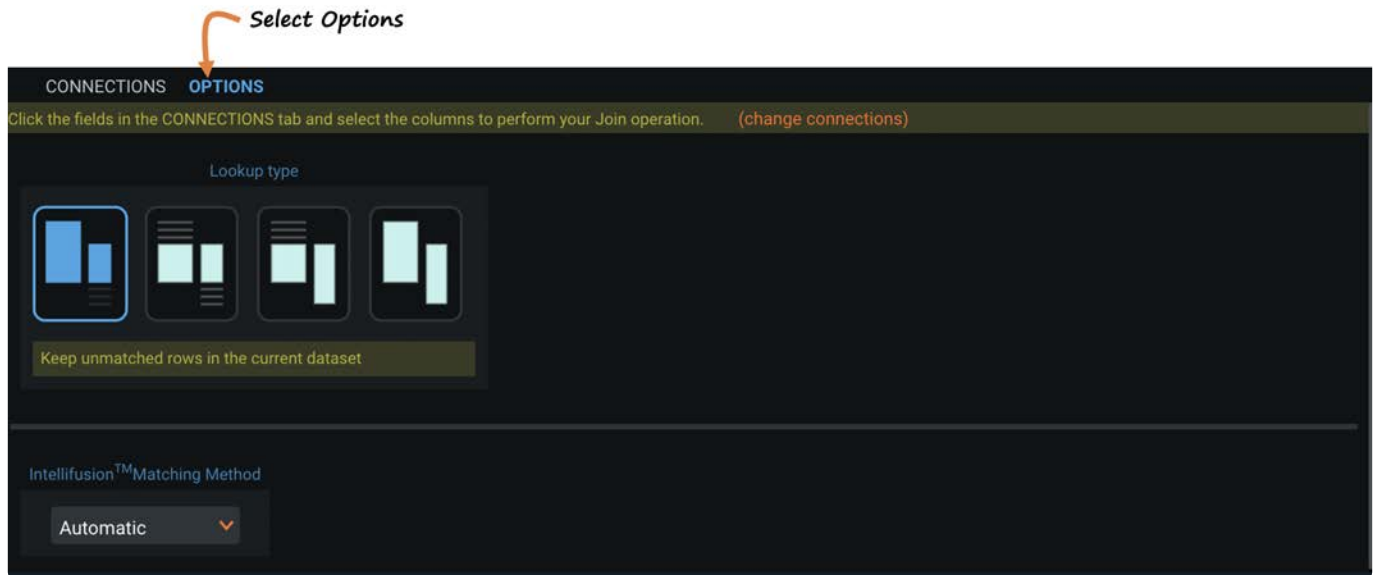 Select Options
CONNECTIONS OPTIONS
Click the fields in the CONNECTIONS tab and select the columns to perform your Join operation. (change connections)
Lookup type
Keep unmatched rows in the current dataset
Intellifusion™Matching Method
Automatic